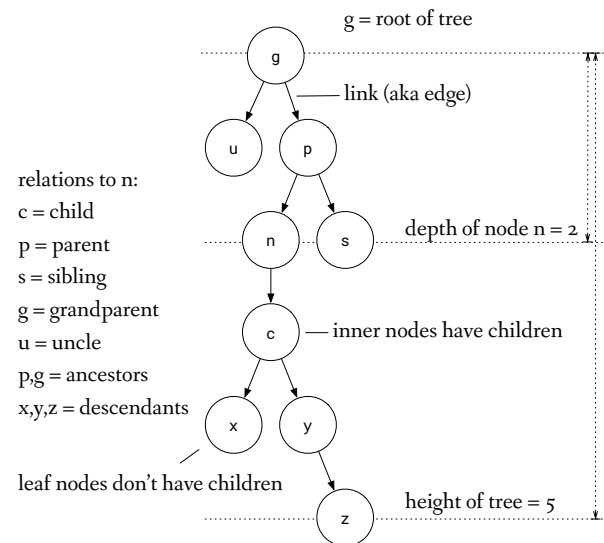 g = root of tree
g
link (aka edge)
u
p
relations to n:
c = child
p = parent
s = sibling
g = grandparent
u = uncle
p,g = ancestors
x,y,z = descendants
n
s
depth of node n = 2
c
inner nodes have children
x
y
leaf nodes don't have children
height of tree = 5
z